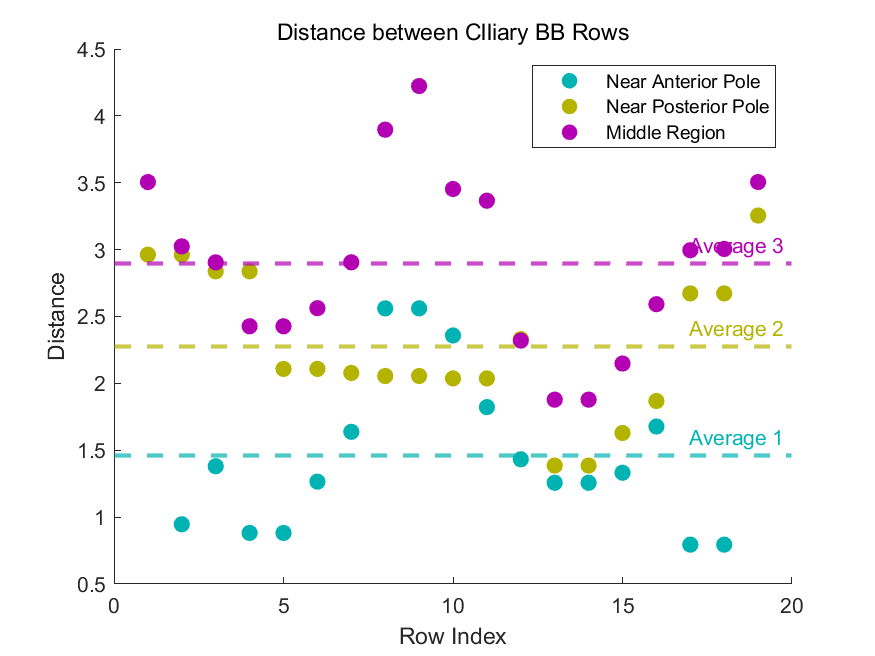 Distance between CIliary BB Rows
4.5
4
3.5
3
2.5
2
1.5
1
0.5
Distance
Near Anterior Pole
Near Posterior Pole
Middle Region
Average 3
Average 2
Average 1
0
5
10
15
20
Row Index